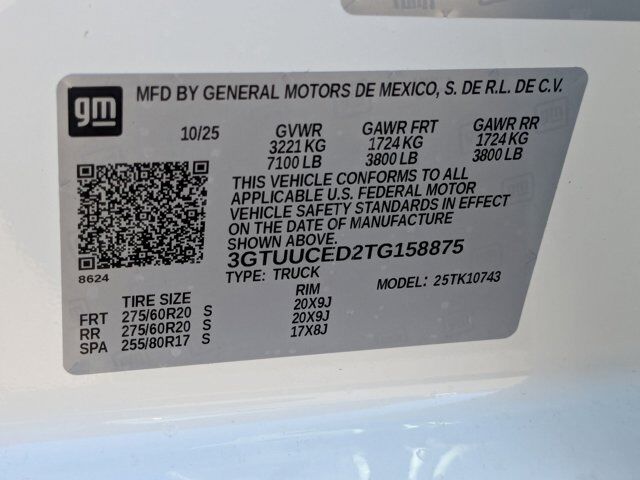 gm
MFD BY GENERAL MOTORS DE MEXICO, S. DE R.L. DE C.V.
10/25 GVWR GAWR FRT GAWR RR
3221 KG 1724 KG 1724 KG
7100 LB 3800 LB 3800 LB
THIS VEHICLE CONFORMS TO ALL
APPLICABLE U.S. FEDERAL MOTOR
VEHICLE SAFETY STANDARDS IN EFFECT
ON THE DATE OF MANUFACTURE
SHOWN ABOVE.
3GTUUCED2TG158875
8624
TYPE: TRUCK MODEL: 25TK10743
TIRE SIZE RIM
FRT 275/60R20 S 20X9J
RR 275/60R20 S 20X9J
SPA 255/80R17 S 17X8J